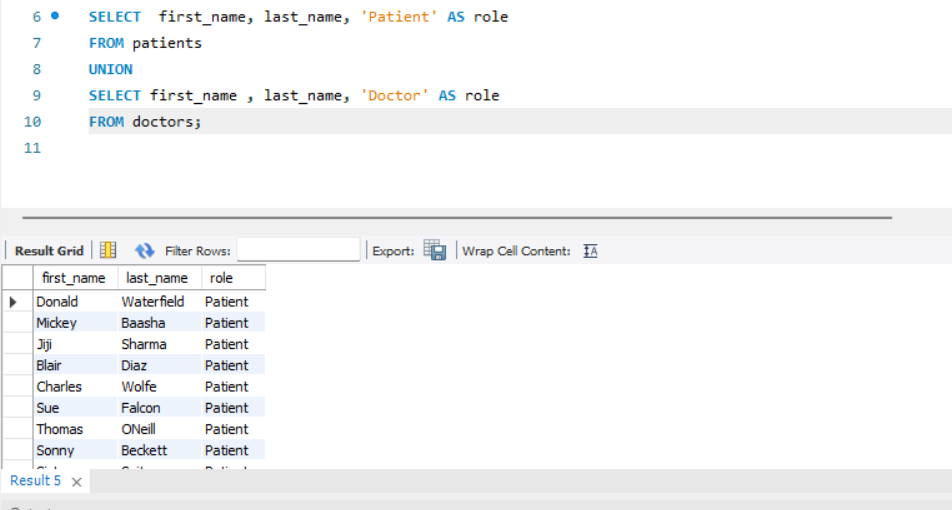 6 SELECT first_name, last_name, 'Patient' AS role
7 FROM patients
8 UNION
9 SELECT first_name , last_name, 'Doctor' AS role
10 FROM doctors;
11
Result Grid Filter Rows: Export: Wrap Cell Content: IA
first_name last_name role
Donald Waterfield Patient
Mickey Baasha Patient
Jiji Sharma Patient
Blair Diaz Patient
Charles Wolfe Patient
Sue Falcon Patient
Thomas ONeill Patient
Sonny Beckett Patient
Result 5